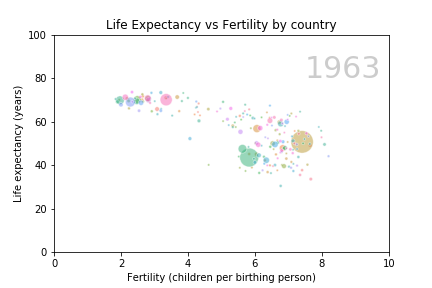 Life Expectancy vs Fertility by country
1963
100
80
60
40
20
0
Life expectancy (years)
0 2 4 6 8 10
Fertility (children per birthing person)